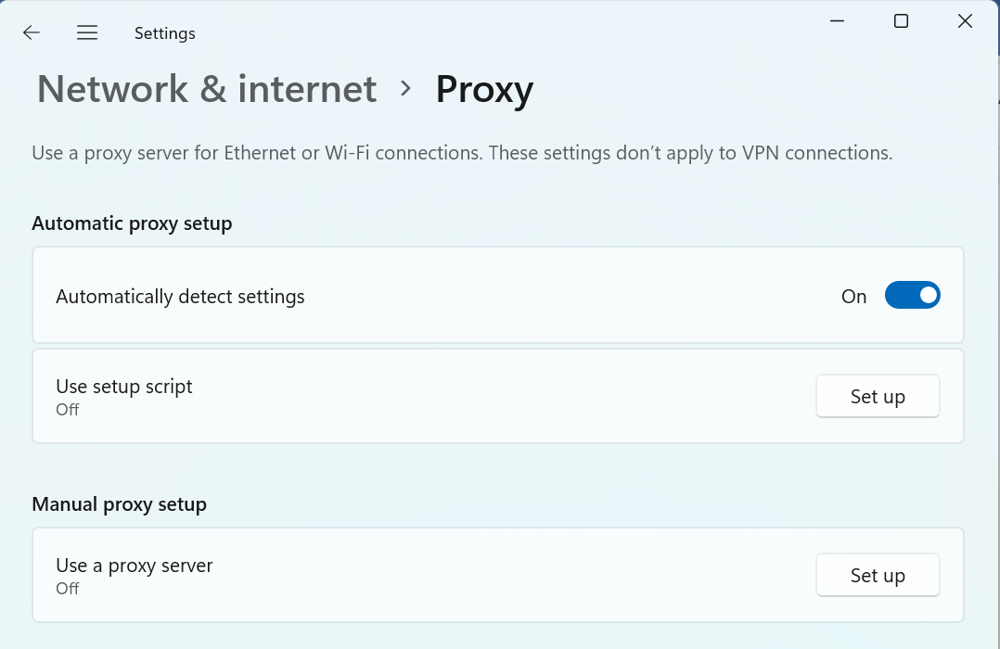 Settings
Network & internet > Proxy
Use a proxy server for Ethernet or Wi-Fi connections. These settings don’t apply to VPN connections.
Automatic proxy setup
Automatically detect settings On
Use setup script
Off
Set up
Manual proxy setup
Use a proxy server
Off
Set up